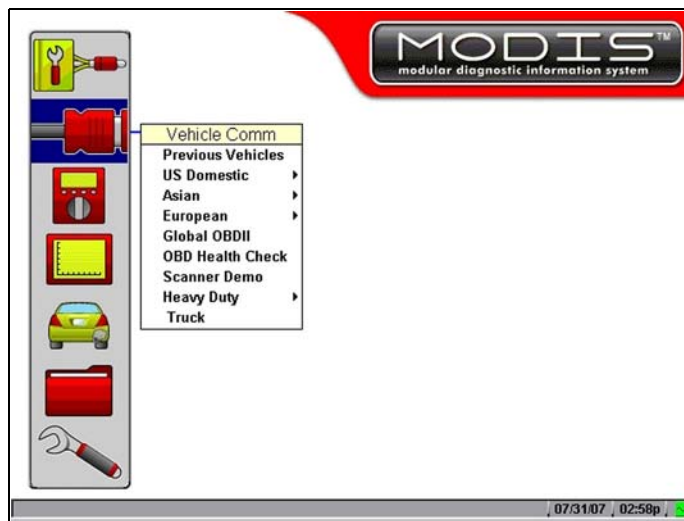 MODIS™
modular diagnostic information system
Vehicle Comm
Previous Vehicles
US Domestic
Asian
European
Global OBDII
OBD Health Check
Scanner Demo
Heavy Duty
Truck
07/31/07 02:58p